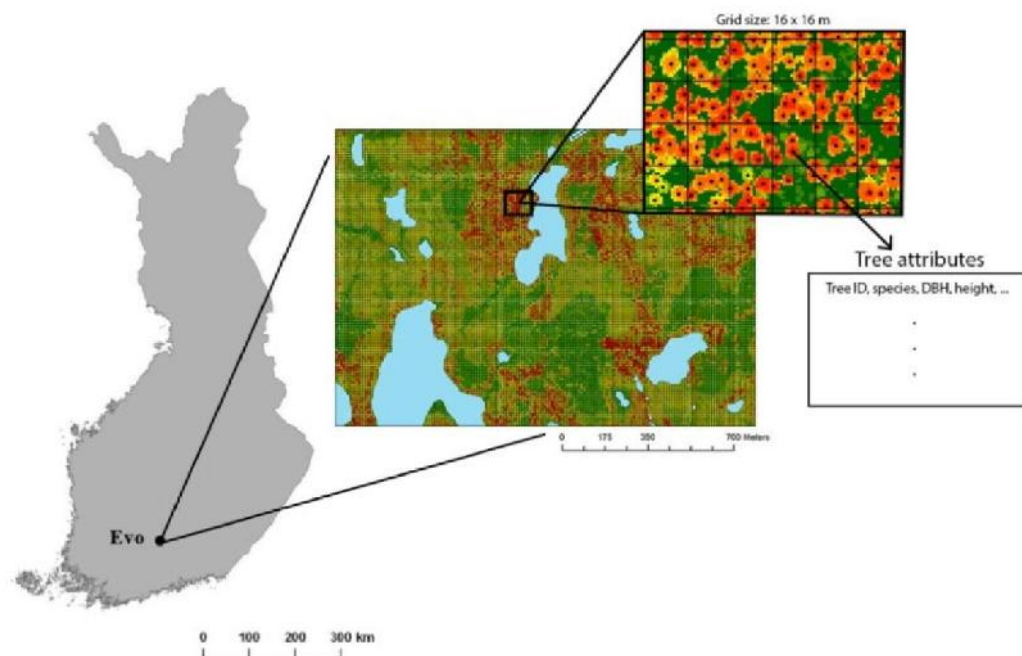 Grid size: 16 x 16 m
Tree attributes
Tree ID, species, DBH, height, ...
0 175 350 700 Meters
Evo
0 100 200 300 km